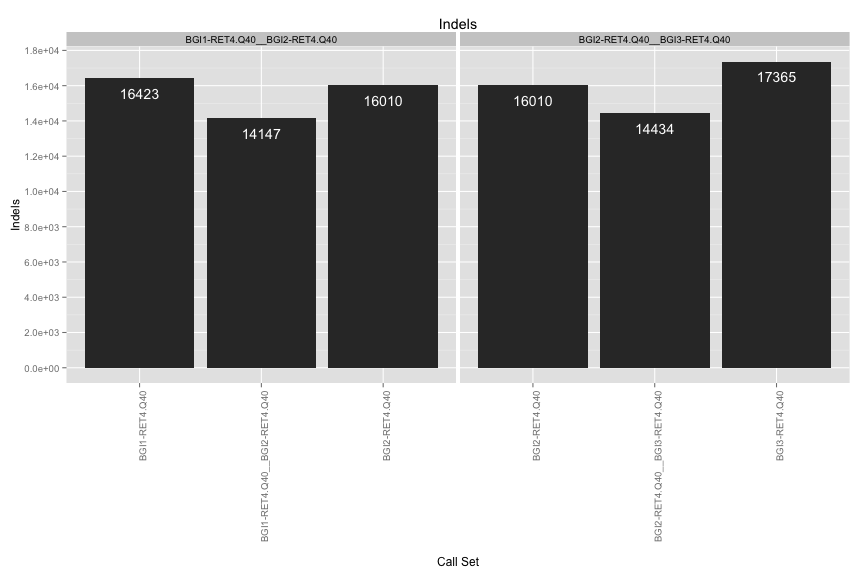 Indels
BGI1-RET4.Q40__BGI2-RET4.Q40
BGI2-RET4.Q40__BGI3-RET4.Q40
1.8e+04
1.6e+04
1.4e+04
1.2e+04
1.0e+04
8.0e+03
6.0e+03
4.0e+03
2.0e+03
0.0e+00
Indels
16423
14147
16010
16010
14434
17365
BGI1-RET4.Q40
BGI1-RET4.Q40__BGI2-RET4.Q40
BGI2-RET4.Q40
BGI2-RET4.Q40
BGI2-RET4.Q40__BGI3-RET4.Q40
BGI3-RET4.Q40
Call Set